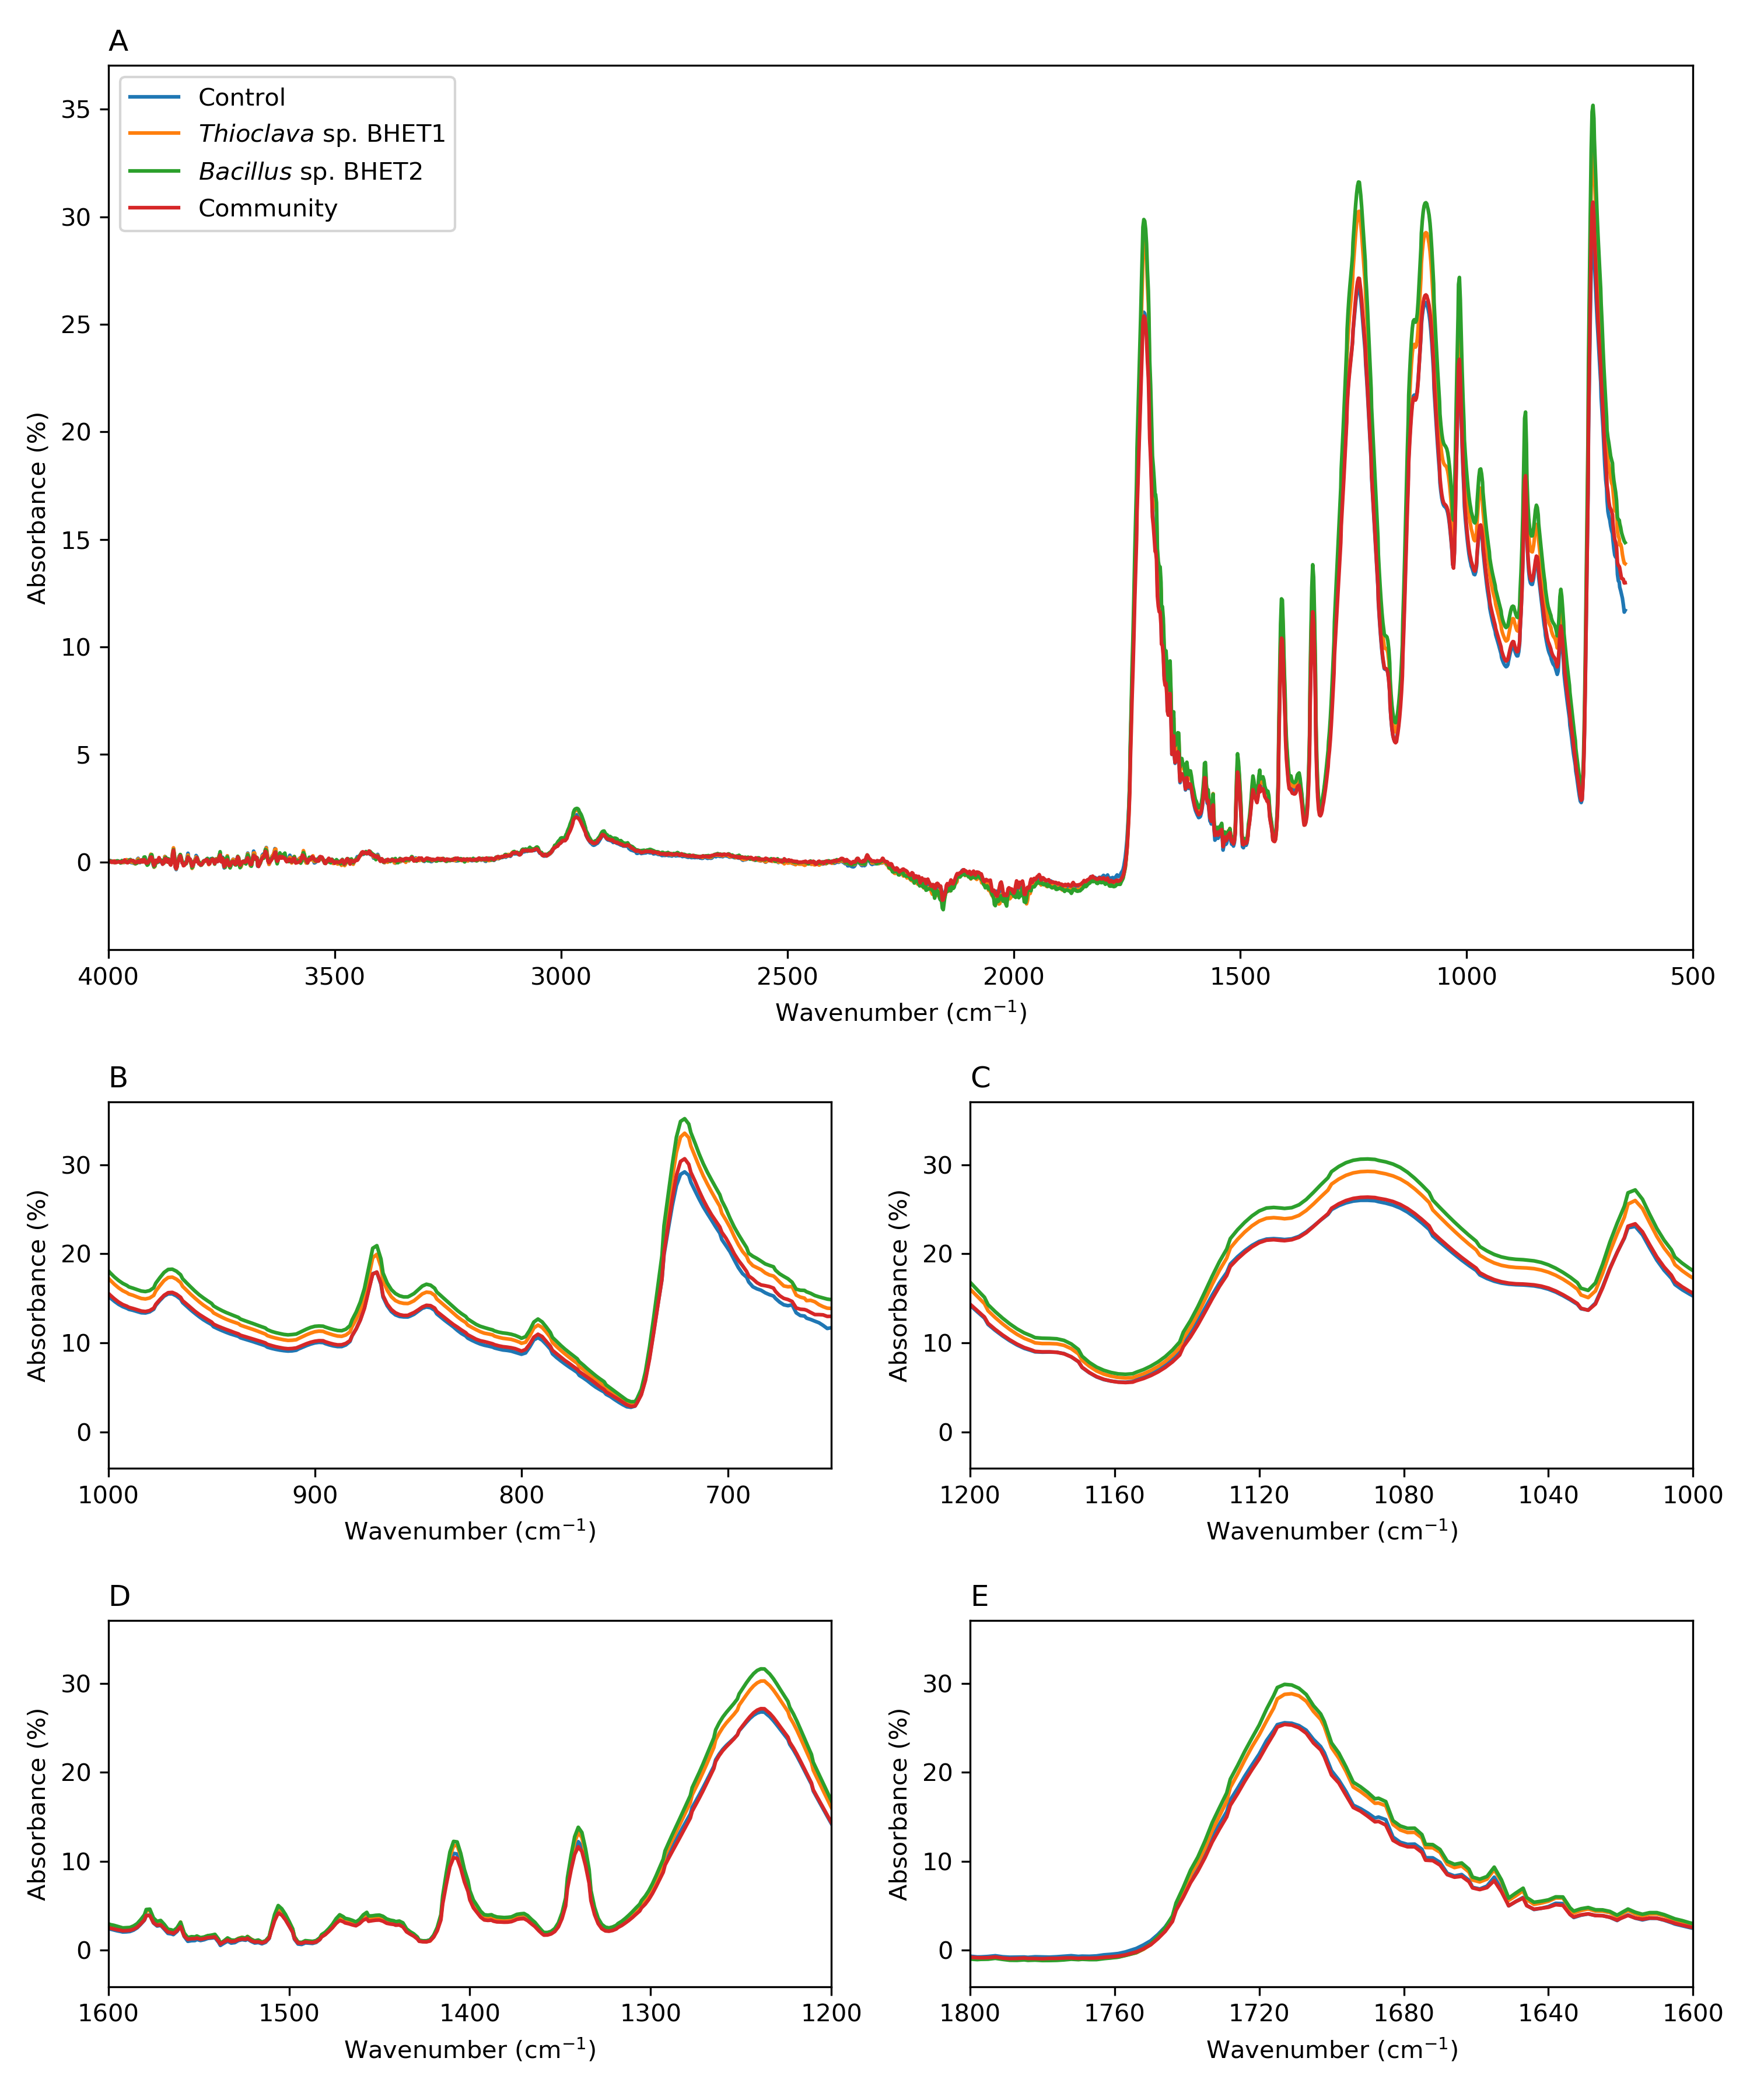 A
Control
Thioclava sp. BHET1
Bacillus sp. BHET2
Community
Absorbance (%)
35
30
25
20
15
10
5
0
4000 3500 3000 2500 2000 1500 1000 500
Wavenumber (cm⁻¹)
B
Absorbance (%)
30
20
10
0
1000 900 800 700
Wavenumber (cm⁻¹)
C
Absorbance (%)
30
20
10
0
1200 1160 1120 1080 1040 1000
Wavenumber (cm⁻¹)
D
Absorbance (%)
30
20
10
0
1600 1500 1400 1300 1200
Wavenumber (cm⁻¹)
E
Absorbance (%)
30
20
10
0
1800 1760 1720 1680 1640 1600
Wavenumber (cm⁻¹)